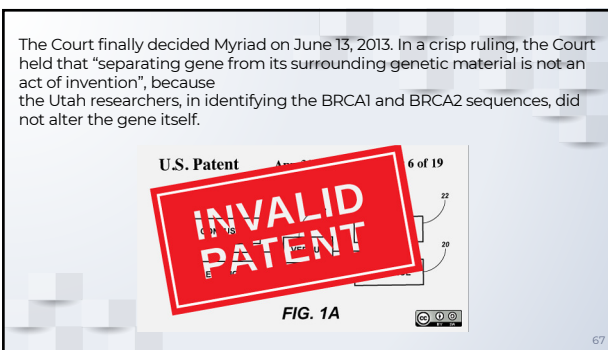 The Court finally decided Myriad on June 13, 2013. In a crisp ruling, the Court
held that “separating gene from its surrounding genetic material is not an
act of invention”, because
the Utah researchers, in identifying the BRCA1 and BRCA2 sequences, did
not alter the gene itself.
U.S. Patent 6 of 19
22
INVALID
PATENT
20
FIG. 1A
cc
BY SA
67